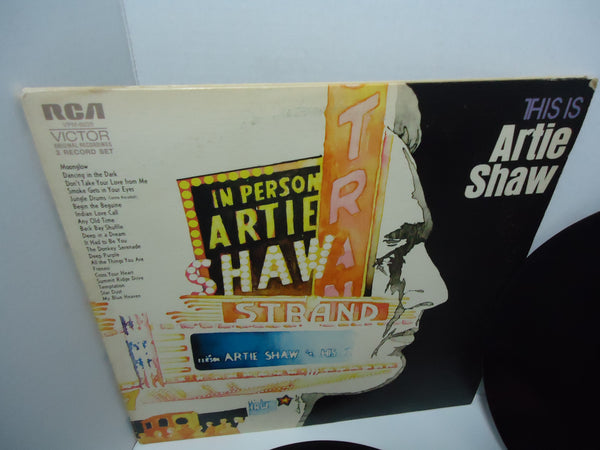 RCA
VPM-6039
VICTOR
ORIGINAL RECORDINGS
2 RECORD SET
Moonglow
Dancing in the Dark
Don't Take Your Love from Me
Smoke Gets in Your Eyes
Jungle Drums
Begin the Beguine
Indian Love Call
Any Old Time
Back Bay Shuffle
Deep in a Dream
It Had to Be You
The Donkey Serenade
Deep Purple
All the Things You Are
Frenesi
Cross Your Heart
Summit Ridge Drive
Temptation
Star Dust
My Blue Heaven
THIS IS
Artie
Shaw
TRAN
IN PERSON
ARTIE
SHAW
STRAND
ARTIE SHAW & HIS